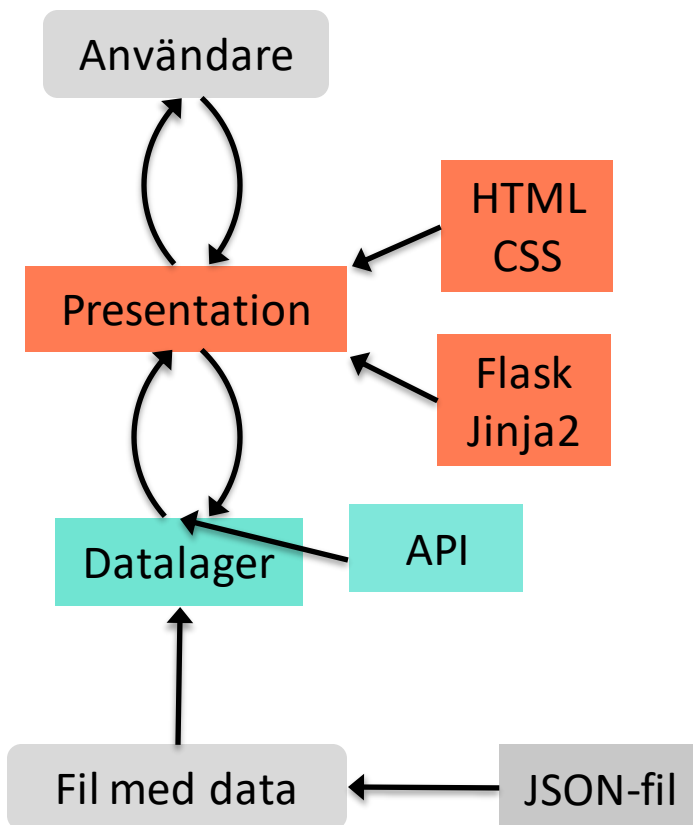 Användare
HTML
CSS
Presentation
Flask
Jinja2
API
Datalager
Fil med data
JSON-fil